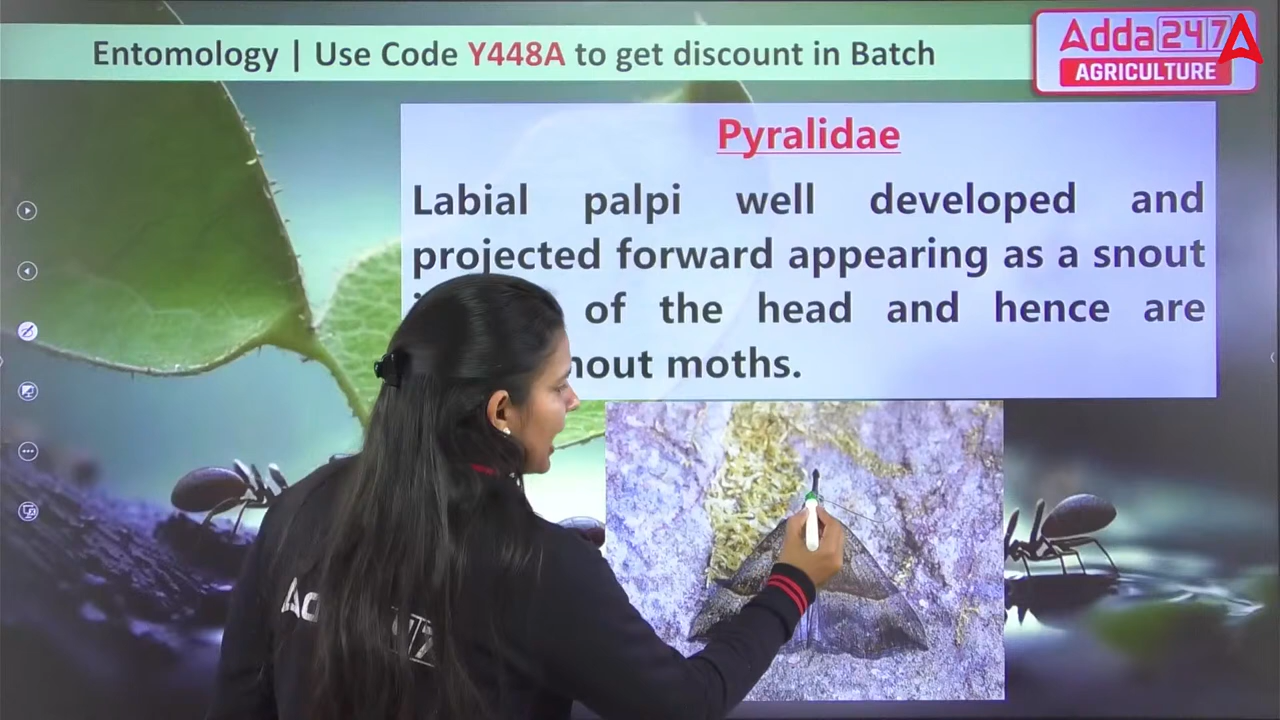 Entomology | Use Code Y448A to get discount in Batch
Adda247
AGRICULTURE
Pyralidae
Labial palpi well developed and
projected forward appearing as a snout
of the head and hence are
moths.